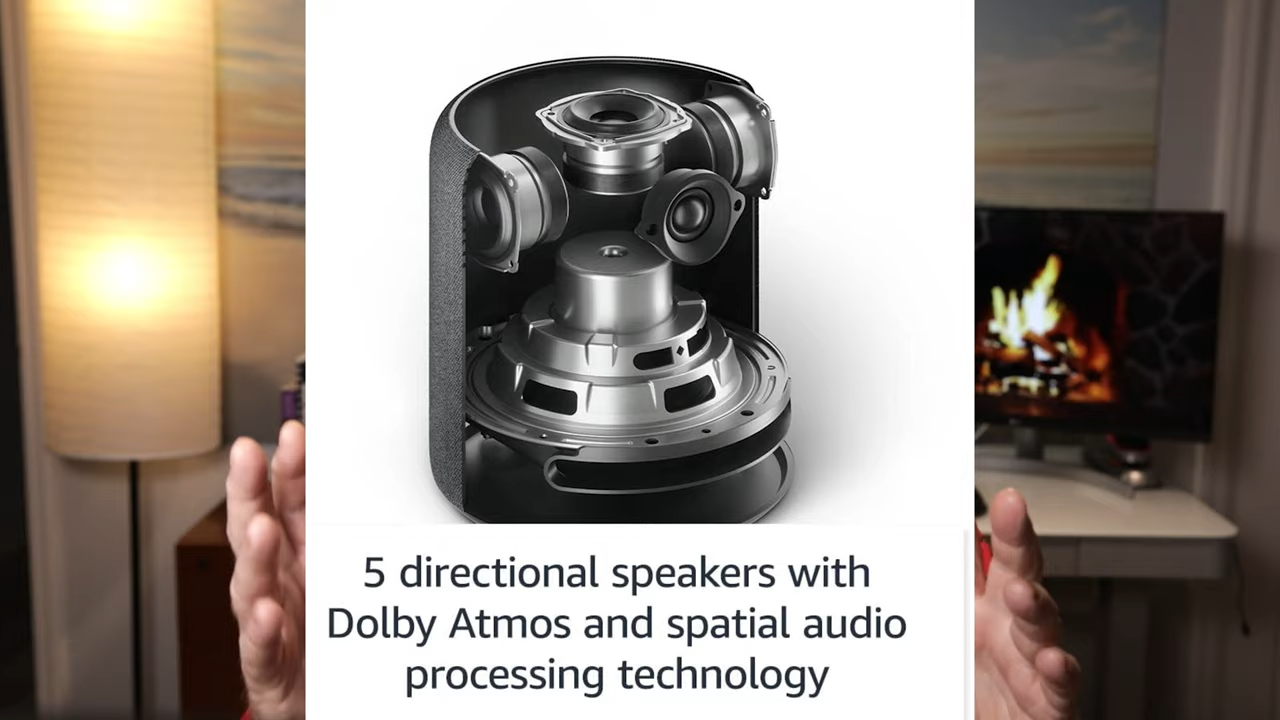 5 directional speakers with
Dolby Atmos and spatial audio
processing technology